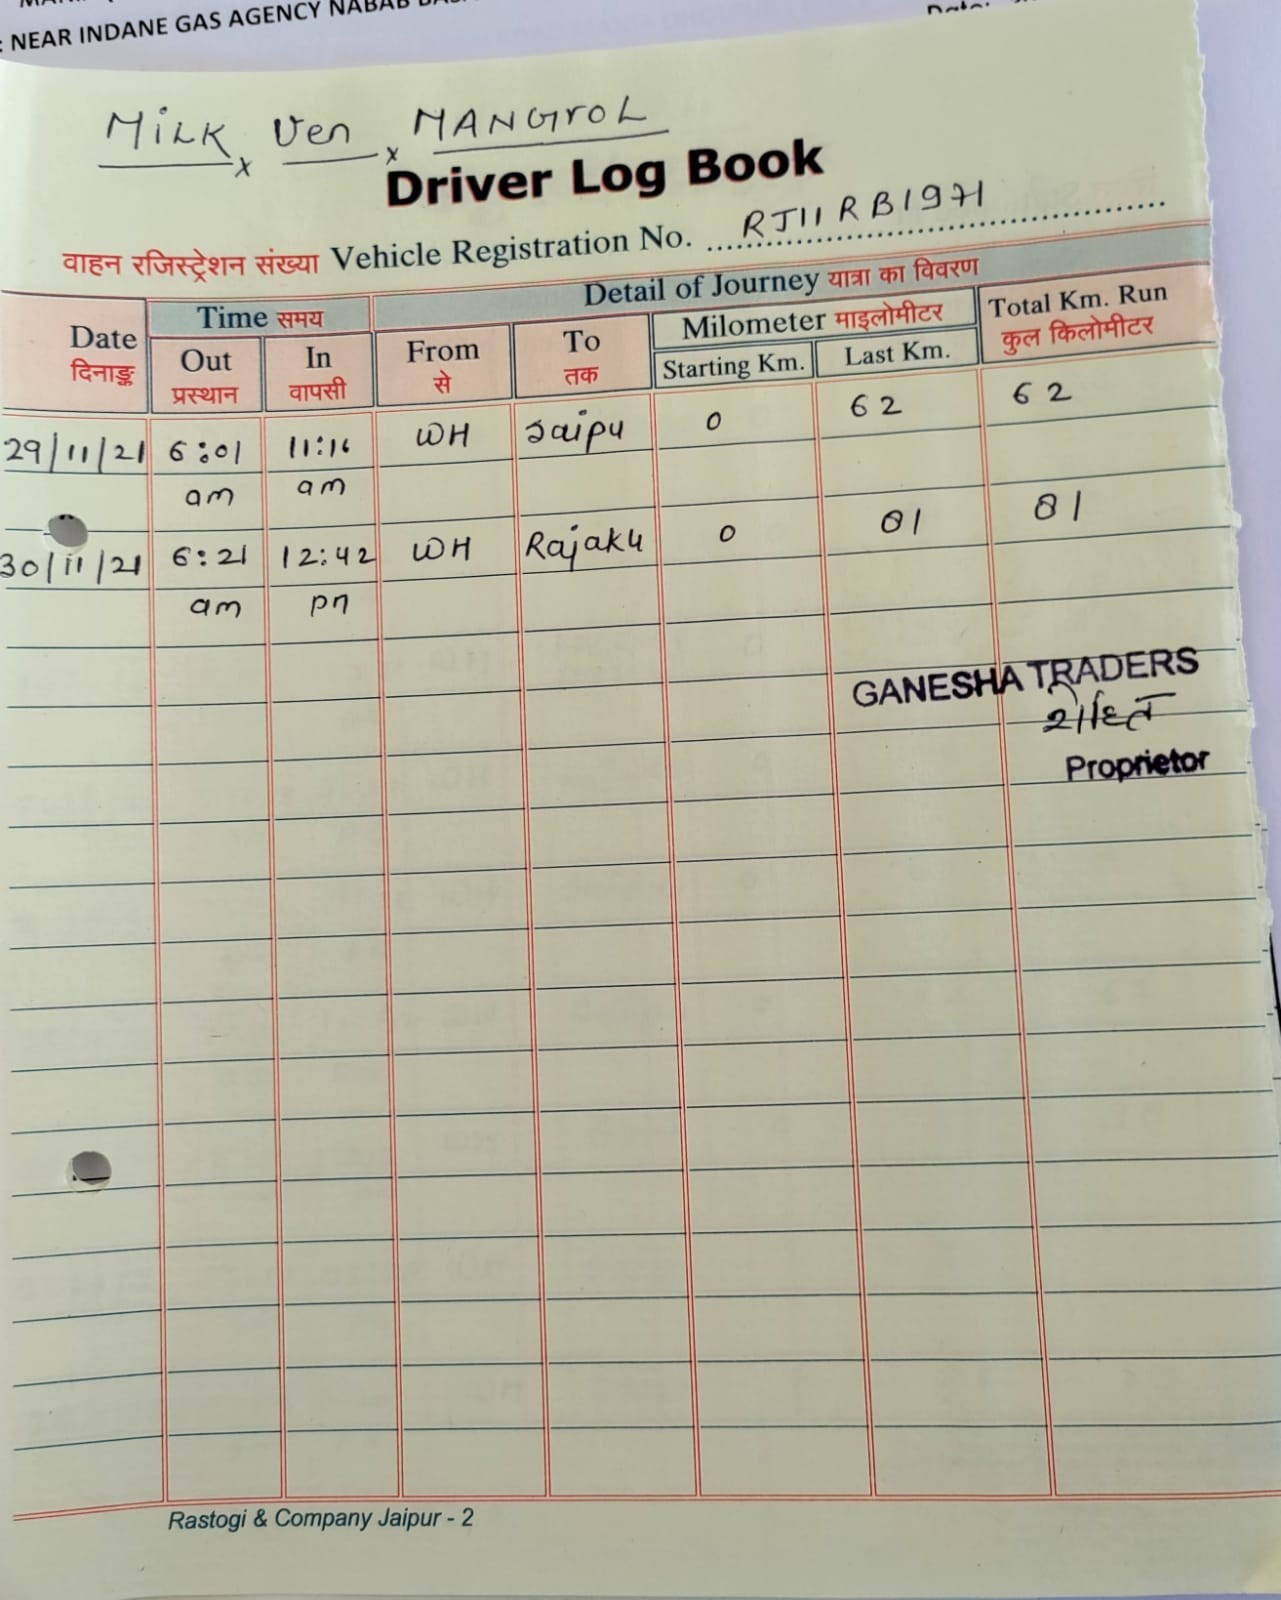 : NEAR INDANE GAS AGENCY NABAB
MILK Ven MANGROL
Driver Log Book
वाहन रजिस्ट्रेशन संख्या Vehicle Registration No. RJ11RB1971
Detail of Journey यात्रा का विवरण
Date दिनाङ्क Time समय Milometer माइलोमीटर Total Km. Run कुल किलोमीटर
Out प्रस्थान In वापसी From से To तक Starting Km. Last Km.
29/11/21 6:01 am 11:16 am WH Jaipu 0 62 62
30/11/21 6:21 am 12:42 pm WH Rajaku 0 81 81
GANESHA TRADERS
Proprietor
Rastogi & Company Jaipur - 2